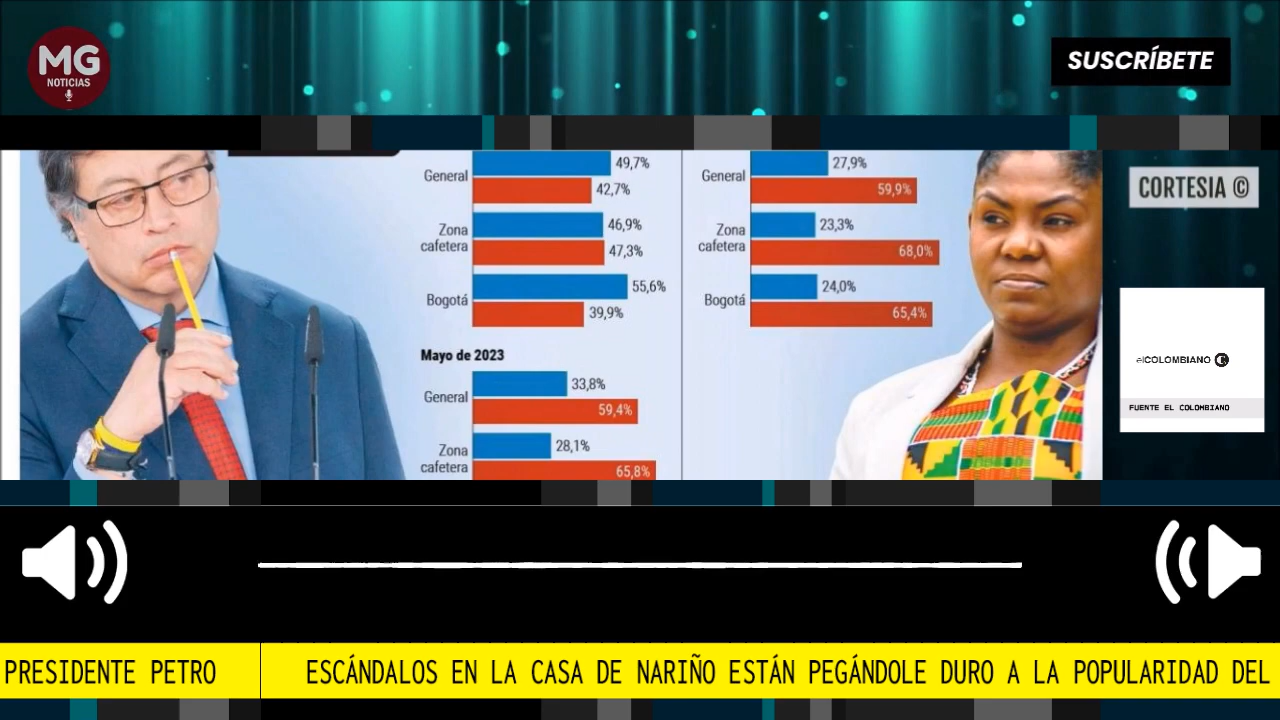 MG
NOTICIAS
SUSCRÍBETE
CORTESIA ©
General
49,7%
42,7%
Zona
cafetera
46,9%
47,3%
Bogotá
55,6%
39,9%
Mayo de 2023
General
33,8%
59,4%
Zona
cafetera
28,1%
65,8%
General
27,9%
59,9%
Zona
cafetera
23,3%
68,0%
Bogotá
24,0%
65,4%
elCOLOMBIANO
FUENTE EL COLOMBIANO
PRESIDENTE PETRO ESCÁNDALOS EN LA CASA DE NARIÑO ESTÁN PEGÁNDOLE DURO A LA POPULARIDAD DEL